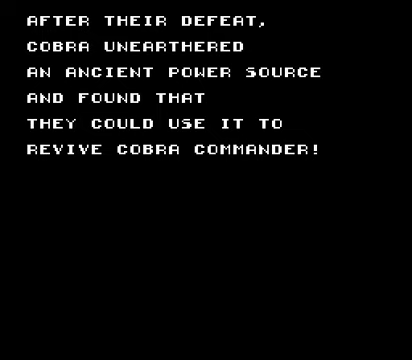 AFTER THEIR DEFEAT,
COBRA UNEARTHERED
AN ANCIENT POWER SOURCE
AND FOUND THAT
THEY COULD USE IT TO
REVIVE COBRA COMMANDER!